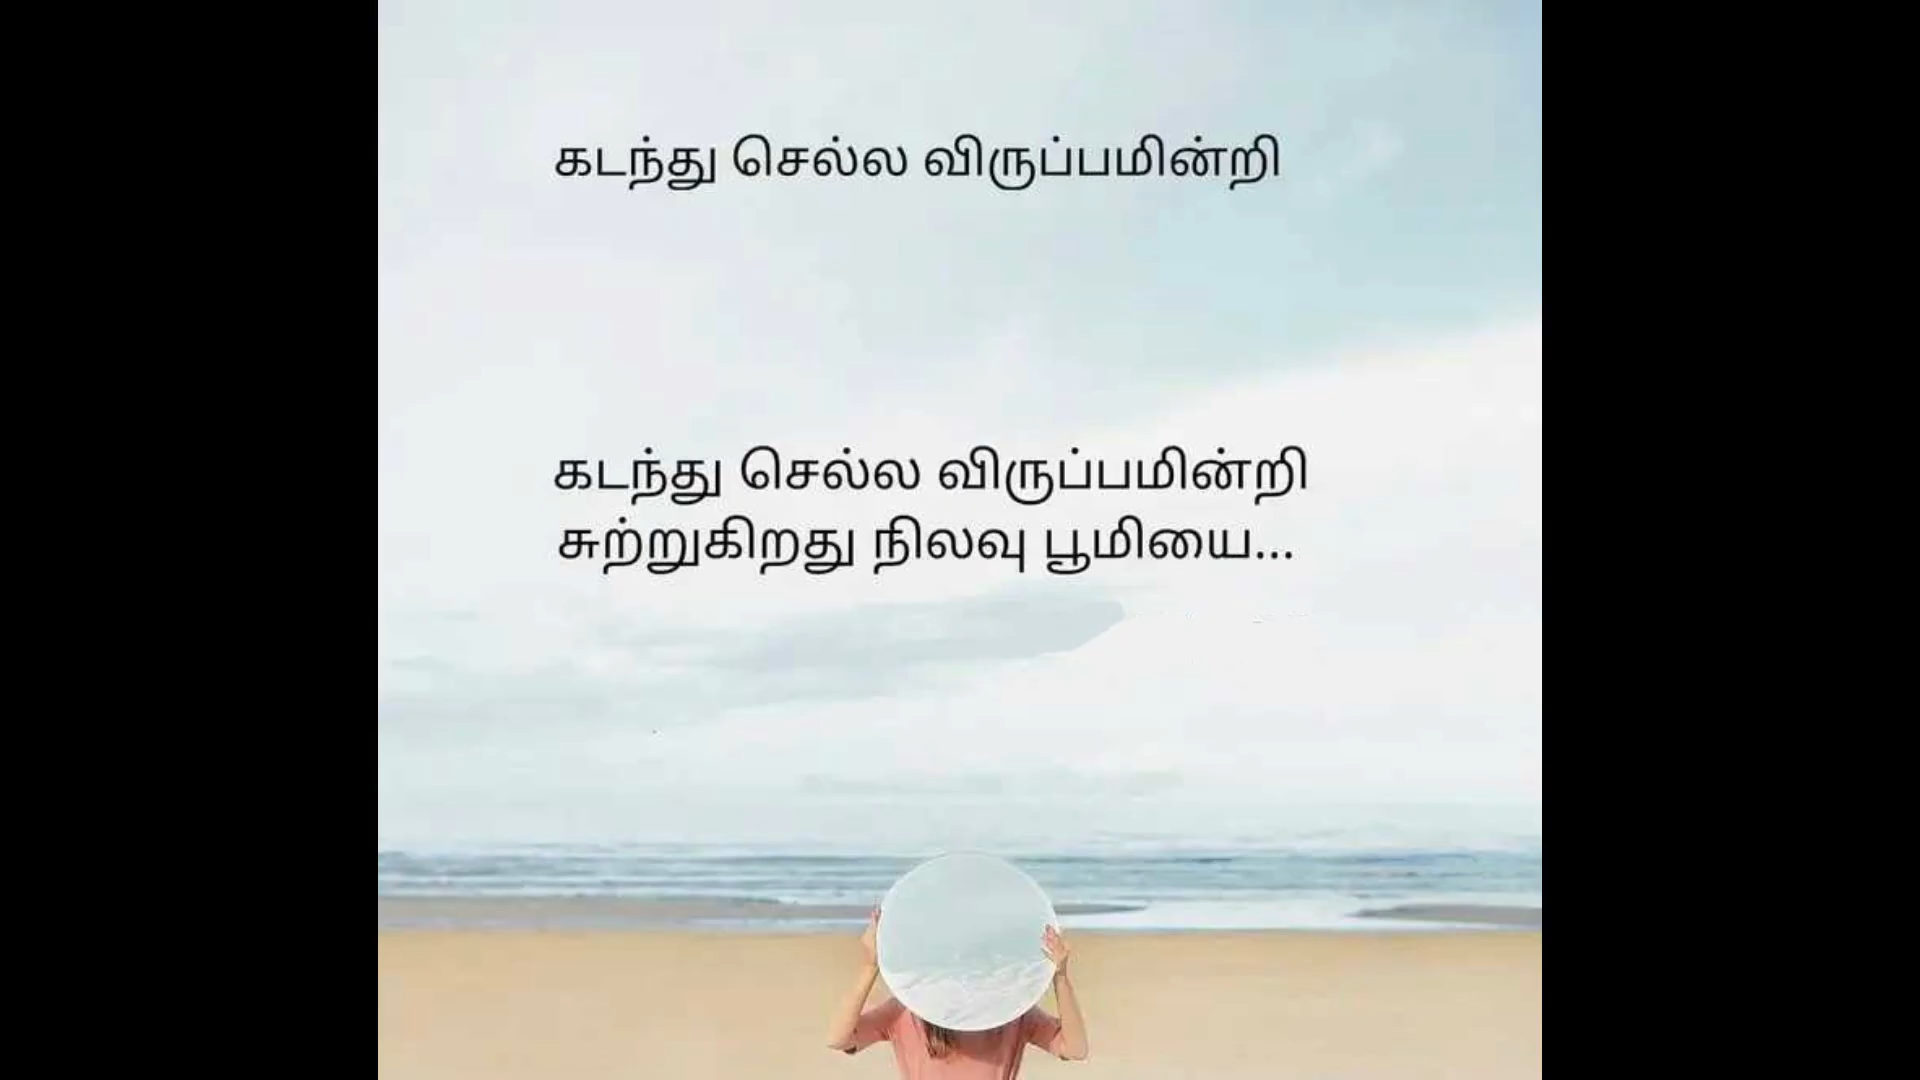 கடந்து செல்ல விருப்பமின்றி
கடந்து செல்ல விருப்பமின்றி
சுற்றுகிறது நிலவு பூமியை...